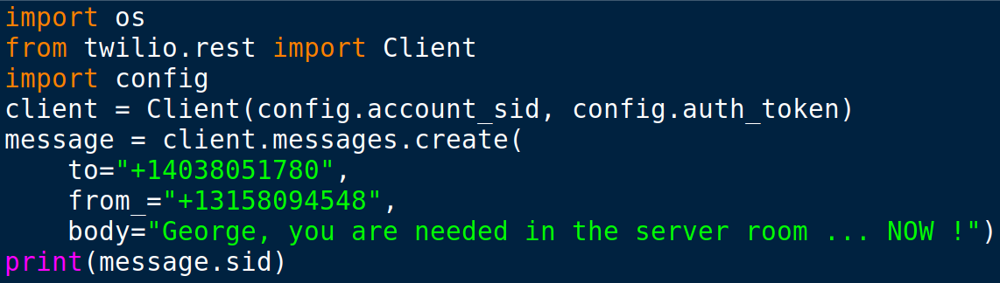 import os
from twilio.rest import Client
import config
client = Client(config.account_sid, config.auth_token)
message = client.messages.create(
    to="+14038051780",
    from_="+13158094548",
    body="George, you are needed in the server room ... NOW !")
print(message.sid)